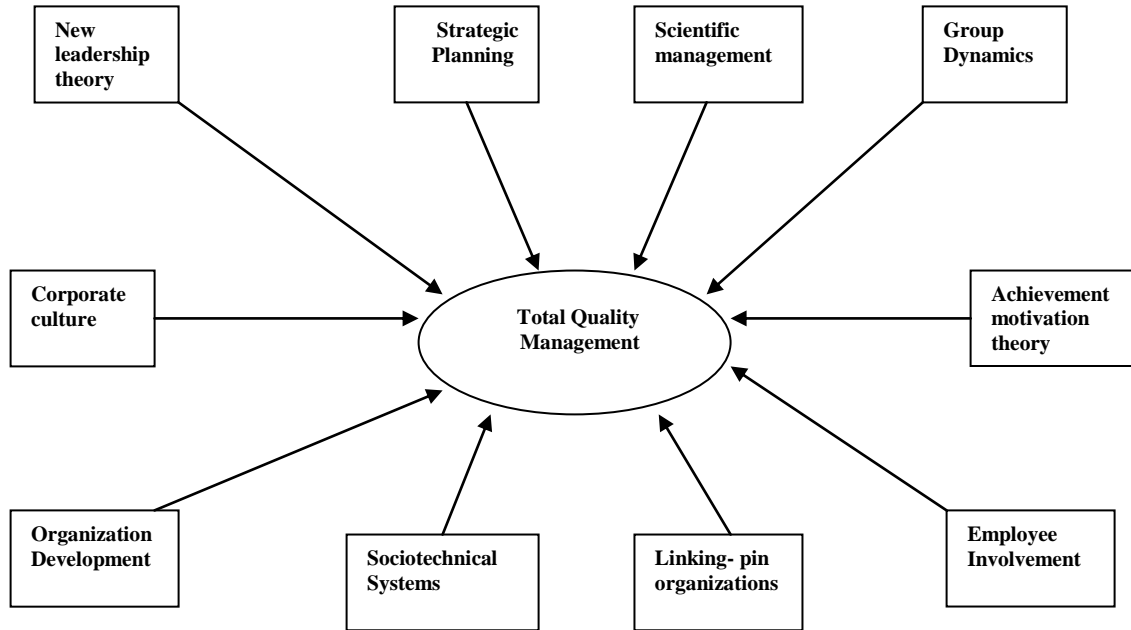 New
leadership
theory
Strategic
Planning
Scientific
management
Group
Dynamics
Corporate
culture
Total Quality
Management
Achievement
motivation
theory
Organization
Development
Sociotechnical
Systems
Linking- pin
organizations
Employee
Involvement